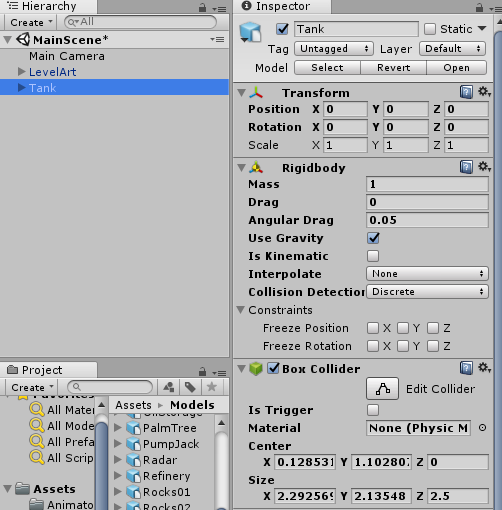 Hierarchy
Create All
MainScene*
Main Camera
LevelArt
Tank
Project
Create
All Mater
All Mode
All Prefa
All Scrip
Assets
Animato
Assets Models
PalmTree
PumpJack
Radar
Refinery
Rocks01
Rocks02
Inspector
Tank Static
Tag Untagged Layer Default
Model Select Revert Open
Transform
Position X 0 Y 0 Z 0
Rotation X 0 Y 0 Z 0
Scale X 1 Y 1 Z 1
Rigidbody
Mass 1
Drag 0
Angular Drag 0.05
Use Gravity
Is Kinematic
Interpolate None
Collision Detection Discrete
Constraints
Freeze Position X Y Z
Freeze Rotation X Y Z
Box Collider
Edit Collider
Is Trigger
Material None (Physic M
Center
X 0.128531 Y 1.102807 Z 0
Size
X 2.292569 Y 2.13548 Z 2.5